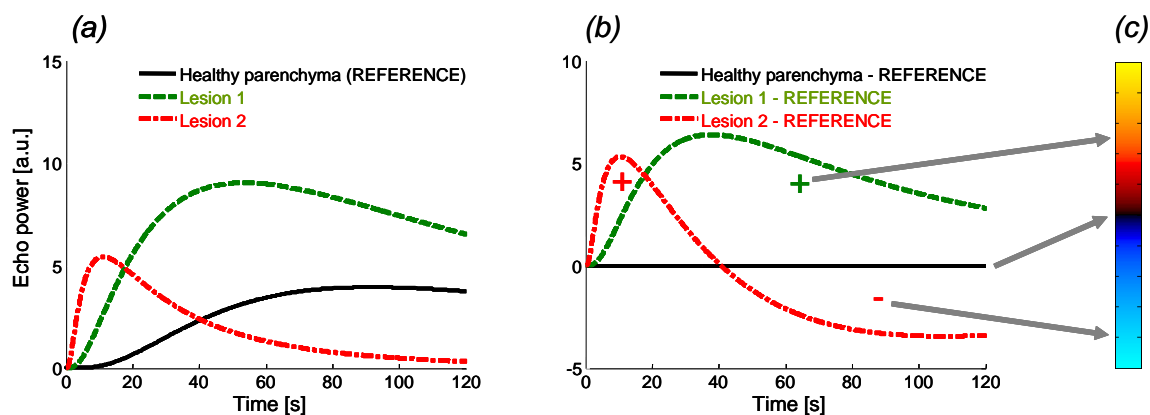 (a)
15
10
5
0
Echo power [a.u.]
Healthy parenchyma (REFERENCE)
Lesion 1
Lesion 2
0 20 40 60 80 100 120
Time [s]
(b)
10
5
0
-5
Healthy parenchyma - REFERENCE
Lesion 1 - REFERENCE
Lesion 2 - REFERENCE
+
+
-
0 20 40 60 80 100 120
Time [s]
(c)